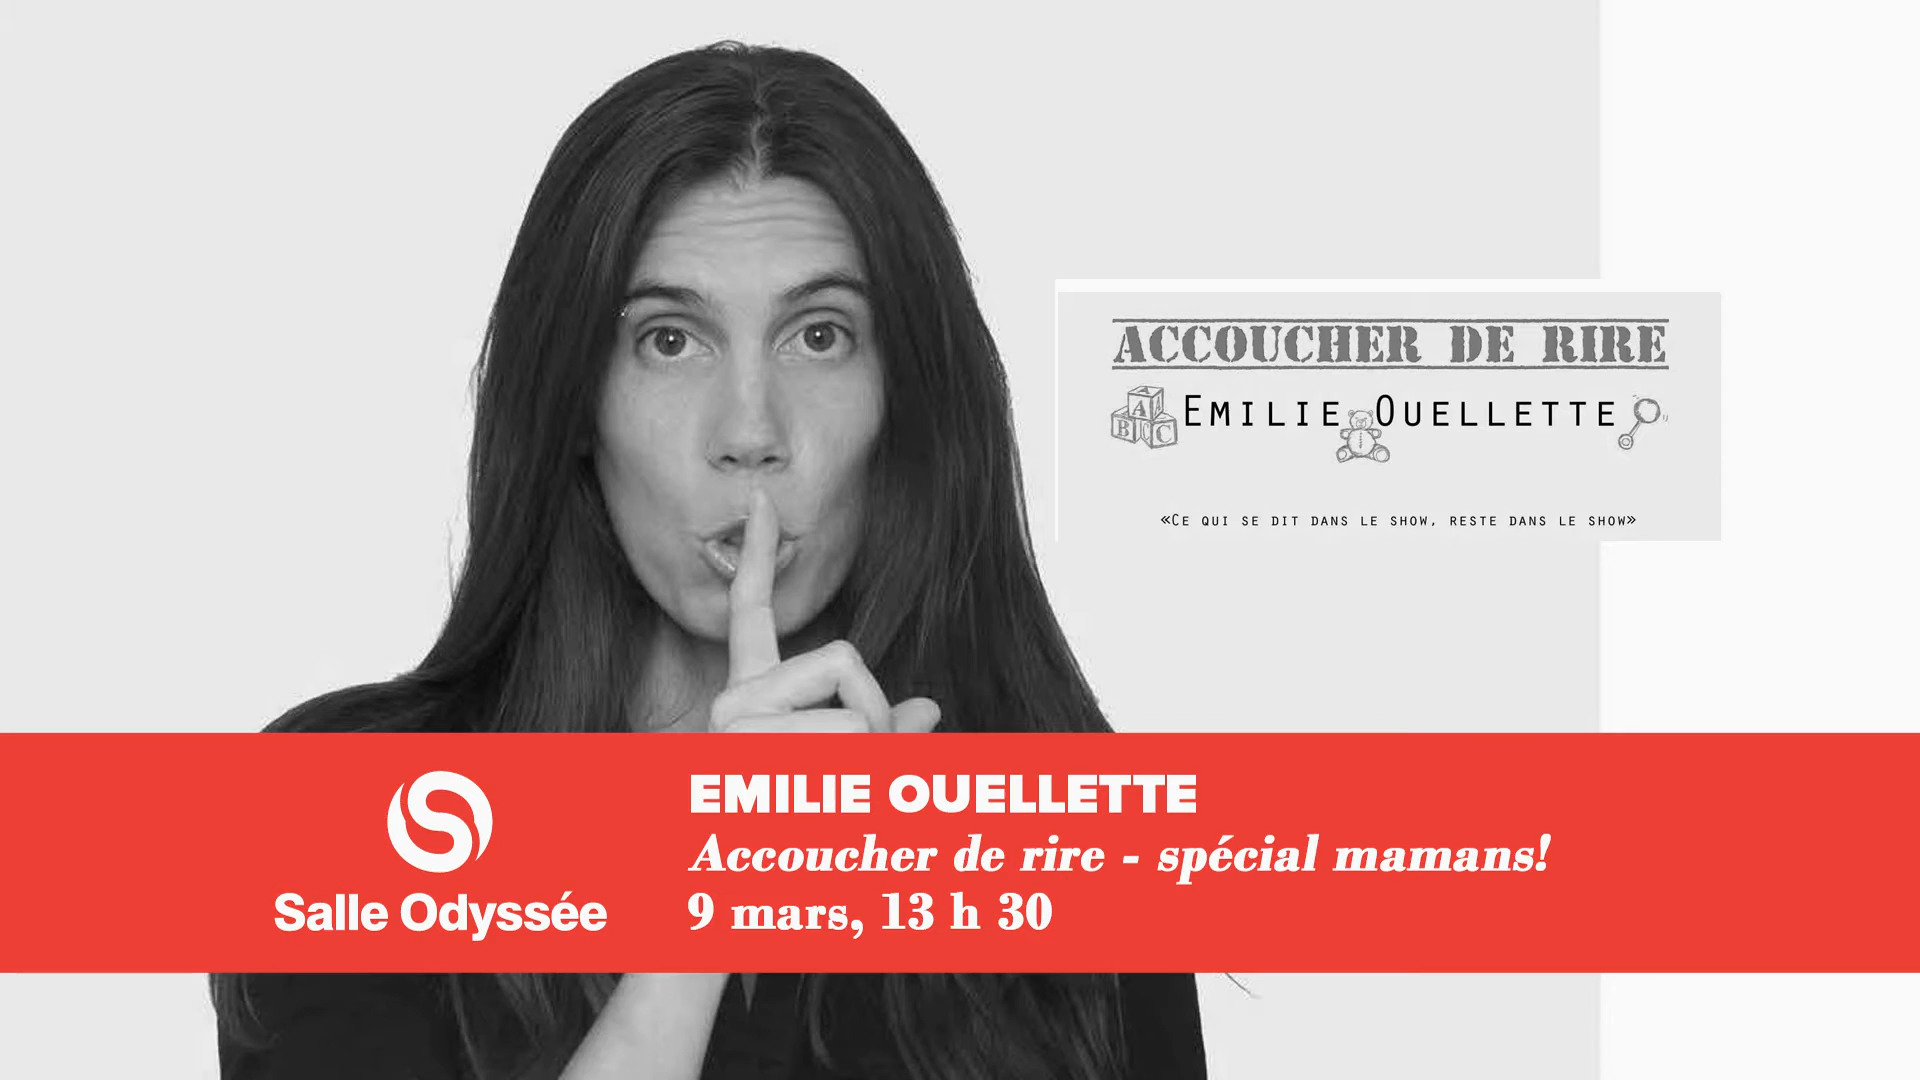 ACCOUCHER DE RIRE
EMILIE OUELLETTE
«CE QUI SE DIT DANS LE SHOW, RESTE DANS LE SHOW»
Salle Odyssée
EMILIE OUELLETTE
Accoucher de rire - spécial mamans!
9 mars, 13 h 30